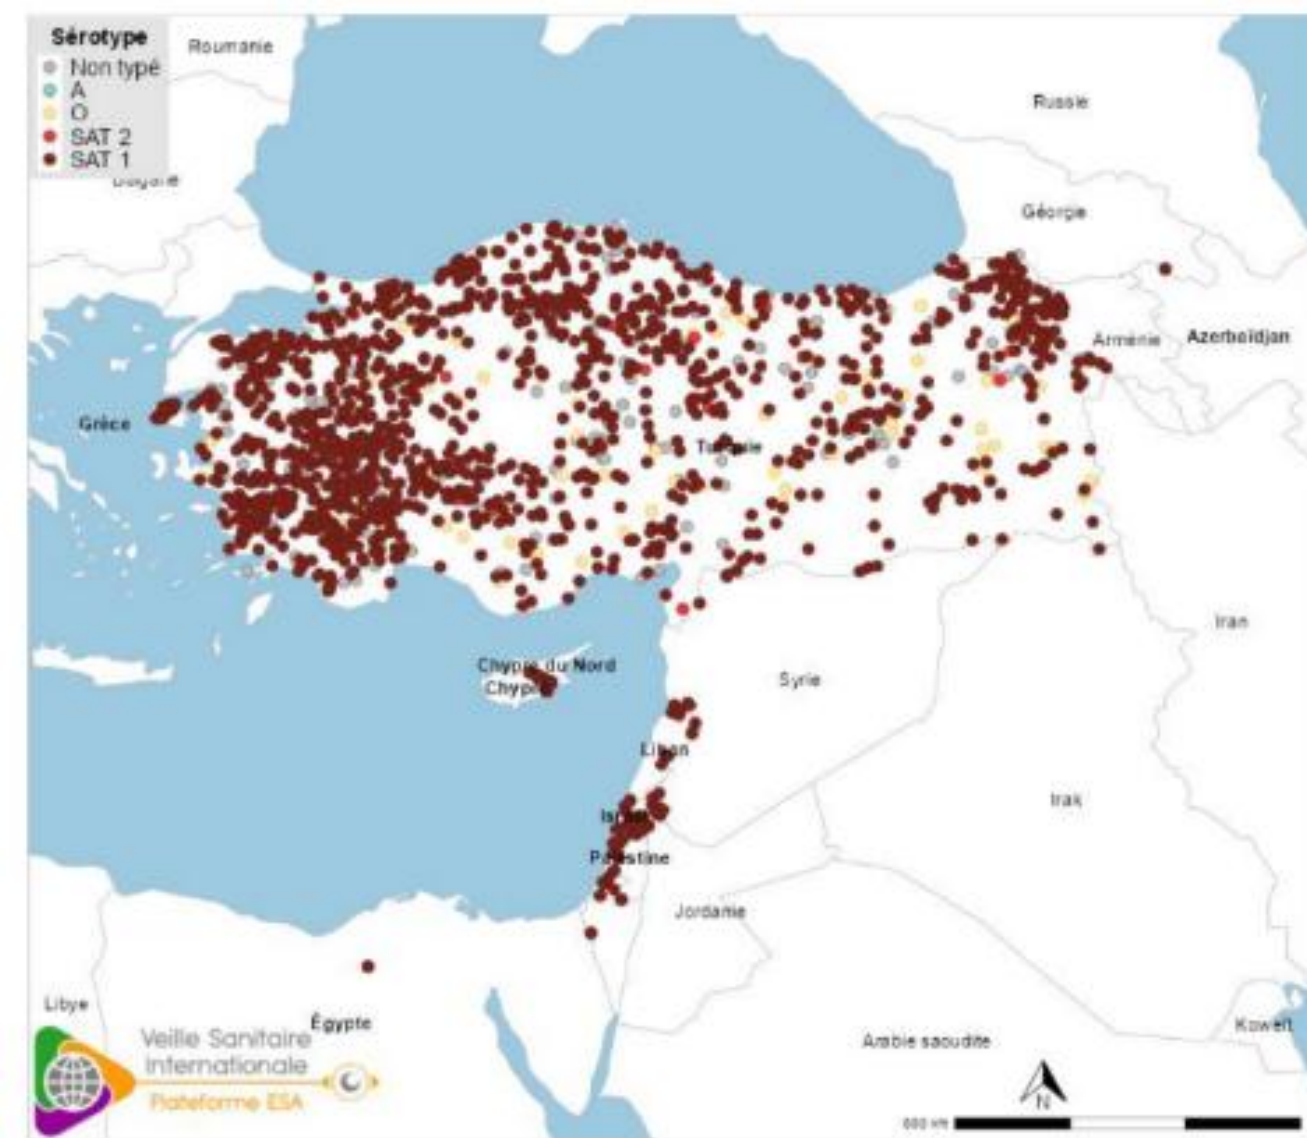 Sérotype
Non typé
A
O
SAT 2
SAT 1
Roumanie
Russie
Géorgie
Arménie
Azerbaïdjan
Grèce
Turquie
Iran
Chypre du Nord
Chypre
Syrie
Liban
Irak
Israël
Palestine
Jordanie
Libye
Égypte
Koweït
Arabie saoudite
Veille Sanitaire
Internationale
Plateforme ESA
N